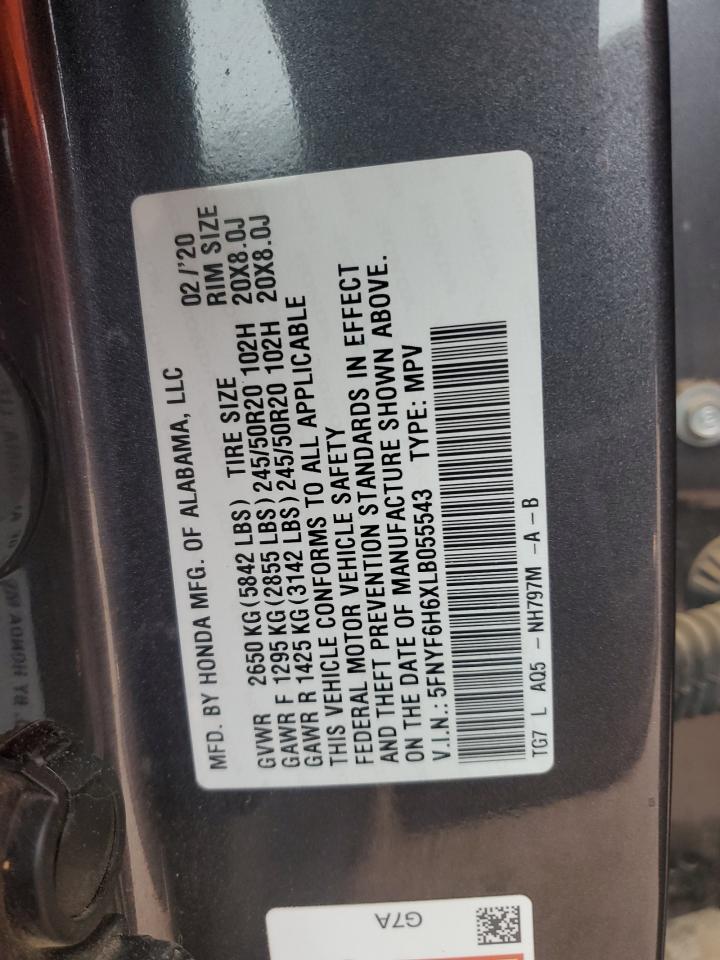 MFD. BY HONDA MFG. OF ALABAMA, LLC 02/'20
GVWR 2650 KG (5842 LBS) TIRE SIZE RIM SIZE
GAWR F 1295 KG (2855 LBS) 245/50R20 102H 20X8.0J
GAWR R 1425 KG (3142 LBS) 245/50R20 102H 20X8.0J
THIS VEHICLE CONFORMS TO ALL APPLICABLE
FEDERAL MOTOR VEHICLE SAFETY
AND THEFT PREVENTION STANDARDS IN EFFECT
ON THE DATE OF MANUFACTURE SHOWN ABOVE.
V.I.N.: 5FNYF6H6XLB055543 TYPE: MPV
TG7 L AQ5 - NH797M -A -B
G7A